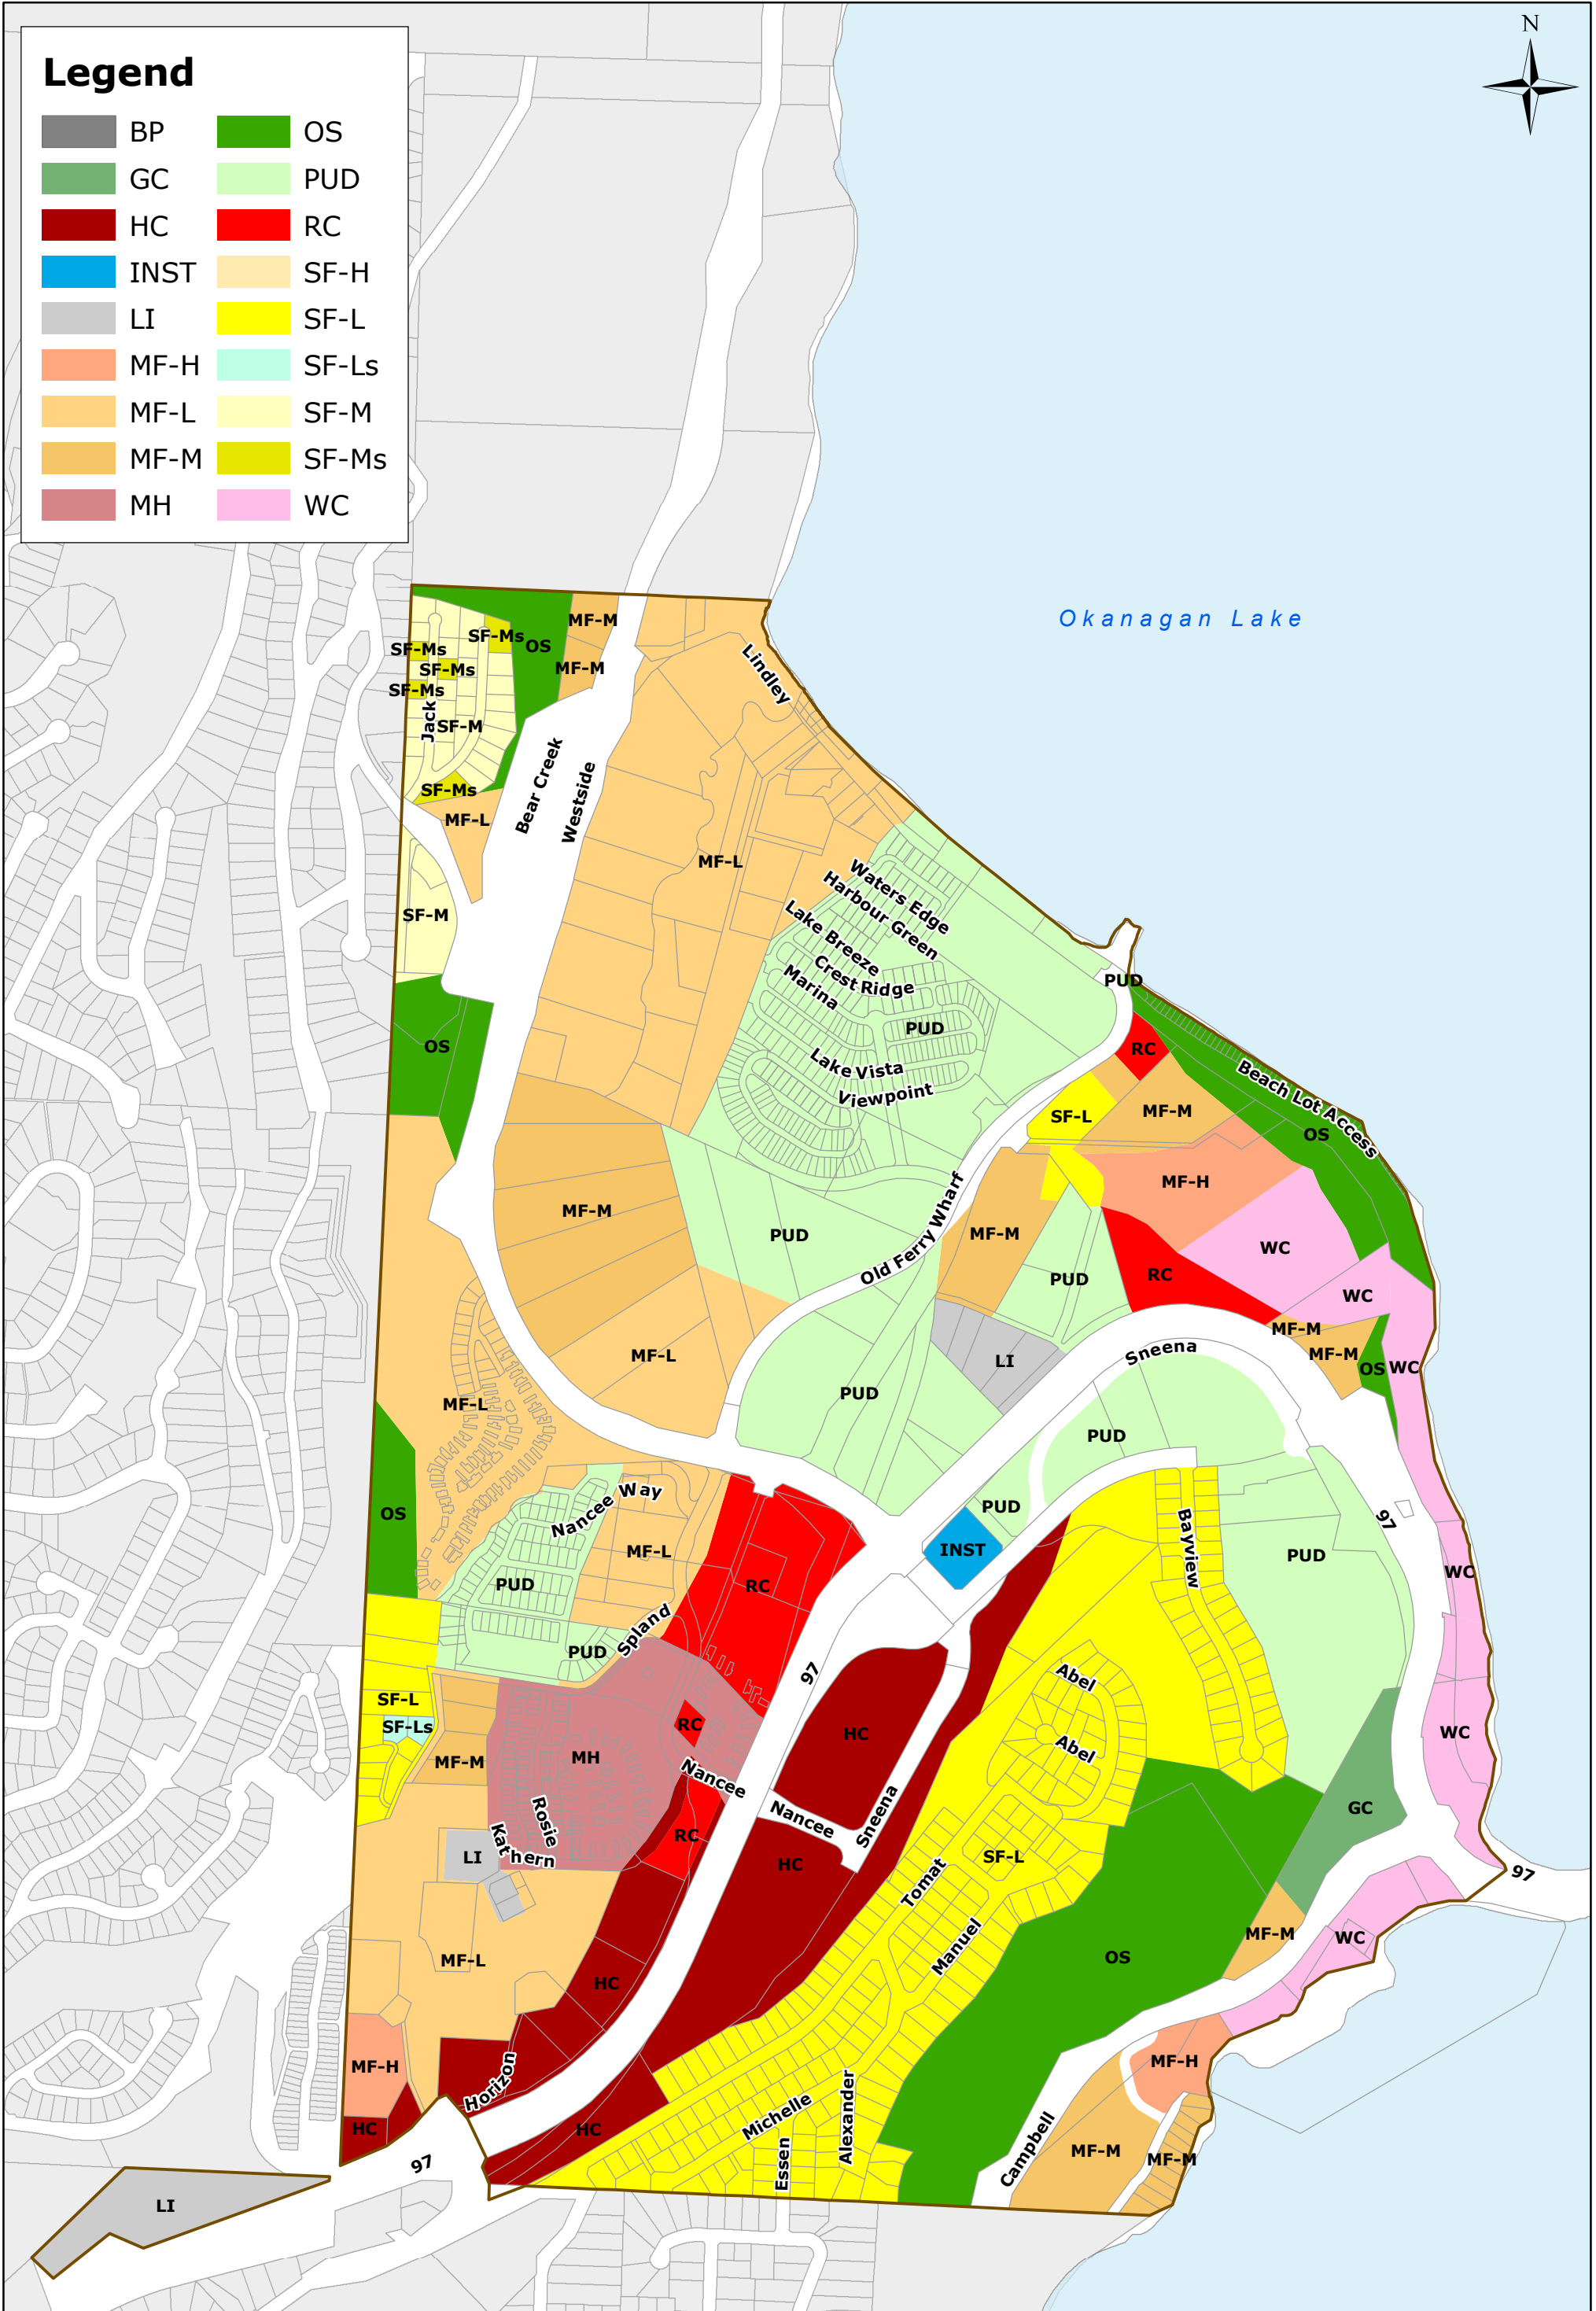 Legend
BP
OS
GC
PUD
HC
RC
INST
SF-H
LI
SF-L
MF-H
SF-Ls
MF-L
SF-M
MF-M
SF-Ms
MH
WC
N
Okanagan Lake
MF-M
SF-Ms
OS
SF-Ms
SF-Ms
MF-M
SF-Ms
Lindley
Jack
SF-M
SF-Ms
MF-L
Bear Creek
Westside
MF-L
SF-M
Waters Edge
Harbour Green
Lake Breeze
Crest Ridge
Marina
PUD
PUD
OS
RC
Lake Vista
Viewpoint
Beach Lot Access
SF-L
MF-M
OS
MF-H
MF-M
Old Ferry Wharf
PUD
MF-M
WC
PUD
RC
WC
MF-M
MF-L
LI
Sneena
MF-M
OS
WC
PUD
MF-L
PUD
Nancee Way
OS
PUD
97
INST
Bayview
MF-L
PUD
WC
PUD
RC
Spland
PUD
97
Abel
SF-L
SF-Ls
RC
HC
WC
MF-M
MH
Abel
Nancee
Nancee
Sneena
GC
Rosie
RC
Kathern
LI
HC
SF-L
Tomat
97
Manuel
MF-M
WC
MF-L
OS
HC
MF-H
Horizon
MF-H
HC
HC
Michelle
Alexander
Essen
Campbell
MF-M
MF-M
97
LI